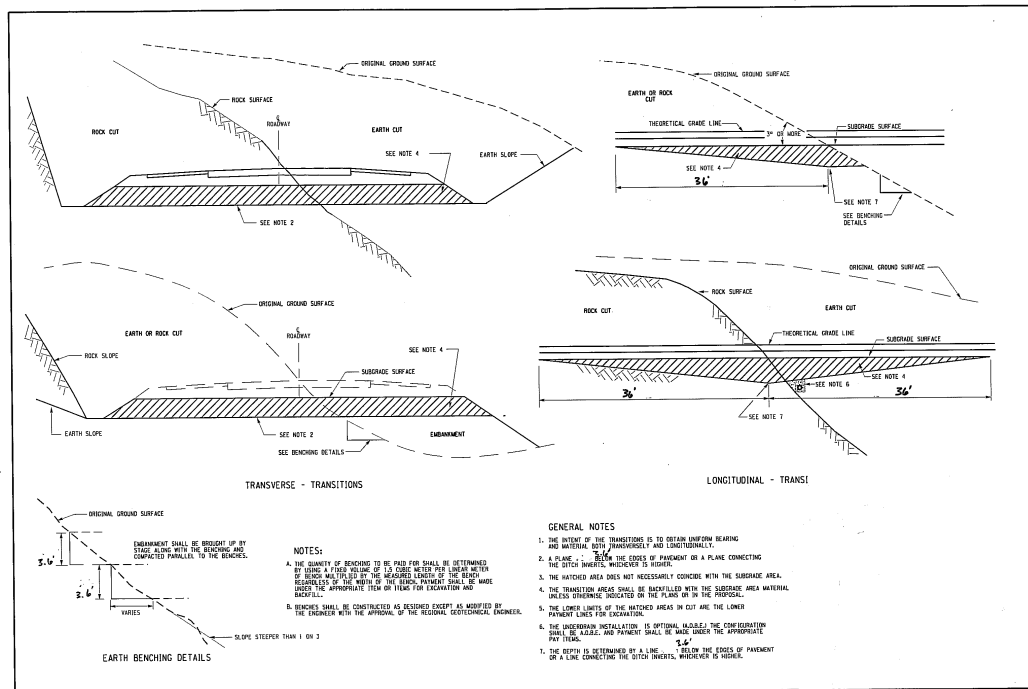 ORIGINAL GROUND SURFACE
ROCK SURFACE
ROCK CUT
℄
ROADWAY
EARTH CUT
SEE NOTE 4
EARTH SLOPE
SEE NOTE 2
ORIGINAL GROUND SURFACE
EARTH OR ROCK
CUT
THEORETICAL GRADE LINE
3° OR MORE
SUBGRADE SURFACE
SEE NOTE 4
36'
SEE NOTE 7
SEE BENCHING
DETAILS
ORIGINAL GROUND SURFACE
EARTH OR ROCK CUT
℄
ROADWAY
ROCK SLOPE
SEE NOTE 4
SUBGRADE SURFACE
EARTH SLOPE
SEE NOTE 2
EMBANKMENT
SEE BENCHING DETAILS
TRANSVERSE - TRANSITIONS
ORIGINAL GROUND SURFACE
ROCK SURFACE
ROCK CUT
EARTH CUT
THEORETICAL GRADE LINE
SUBGRADE SURFACE
SEE NOTE 4
SEE NOTE 6
36'
36'
SEE NOTE 7
LONGITUDINAL - TRANSI
ORIGINAL GROUND SURFACE
EMBANKMENT SHALL BE BROUGHT UP BY
STAGE ALONG WITH THE BENCHING AND
COMPACTED PARALLEL TO THE BENCHES.
3.6'
3.6'
VARIES
SLOPE STEEPER THAN 1 ON 3
EARTH BENCHING DETAILS
NOTES:
A. THE QUANITY OF BENCHING TO BE PAID FOR SHALL BE DETERMINED
BY USING A FIXED VOLUME OF 1.5 CUBIC METER PER LINEAR METER
OF BENCH MULTIPLIED BY THE MEASURED LENGTH OF THE BENCH
REGARDLESS OF THE WIDTH OF THE BENCH. PAYMENT SHALL BE MADE
UNDER THE APPROPRIATE ITEM OR ITEMS FOR EXCAVATION AND
BACKFILL.
B. BENCHES SHALL BE CONSTRUCTED AS DESIGNED EXCEPT AS MODIFIED BY
THE ENGINEER WITH THE APPROVAL OF THE REGIONAL GEOTECHNICAL ENGINEER.
GENERAL NOTES
1. THE INTENT OF THE TRANSITIONS IS TO OBTAIN UNIFORM BEARING
AND MATERIAL BOTH TRANSVERSELY AND LONGITUDINALLY.
2. A PLANE 3.6' BELOW THE EDGES OF PAVEMENT OR A PLANE CONNECTING
THE DITCH INVERTS, WHICHEVER IS HIGHER.
3. THE HATCHED AREA DOES NOT NECESSARILY COINCIDE WITH THE SUBGRADE AREA.
4. THE TRANSITION AREAS SHALL BE BACKFILLED WITH THE SUBGRADE AREA MATERIAL
UNLESS OTHERWISE INDICATED ON THE PLANS OR IN THE PROPOSAL.
5. THE LOWER LIMITS OF THE HATCHED AREAS IN CUT ARE THE LOWER
PAYMENT LINES FOR EXCAVATION.
6. THE UNDERDRAIN INSTALLATION IS OPTIONAL (A.O.B.E.) THE CONFIGURATION
SHALL BE A.O.B.E. AND PAYMENT SHALL BE MADE UNDER THE APPROPRIATE
PAY ITEMS.
7. THE DEPTH IS DETERMINED BY A LINE 3.6' BELOW THE EDGES OF PAVEMENT
OR A LINE CONNECTING THE DITCH INVERTS, WHICHEVER IS HIGHER.